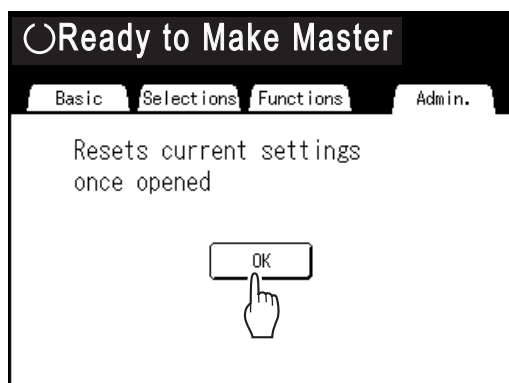 Ready to Make Master
Basic Selections Functions Admin.
Resets current settings
once opened
OK